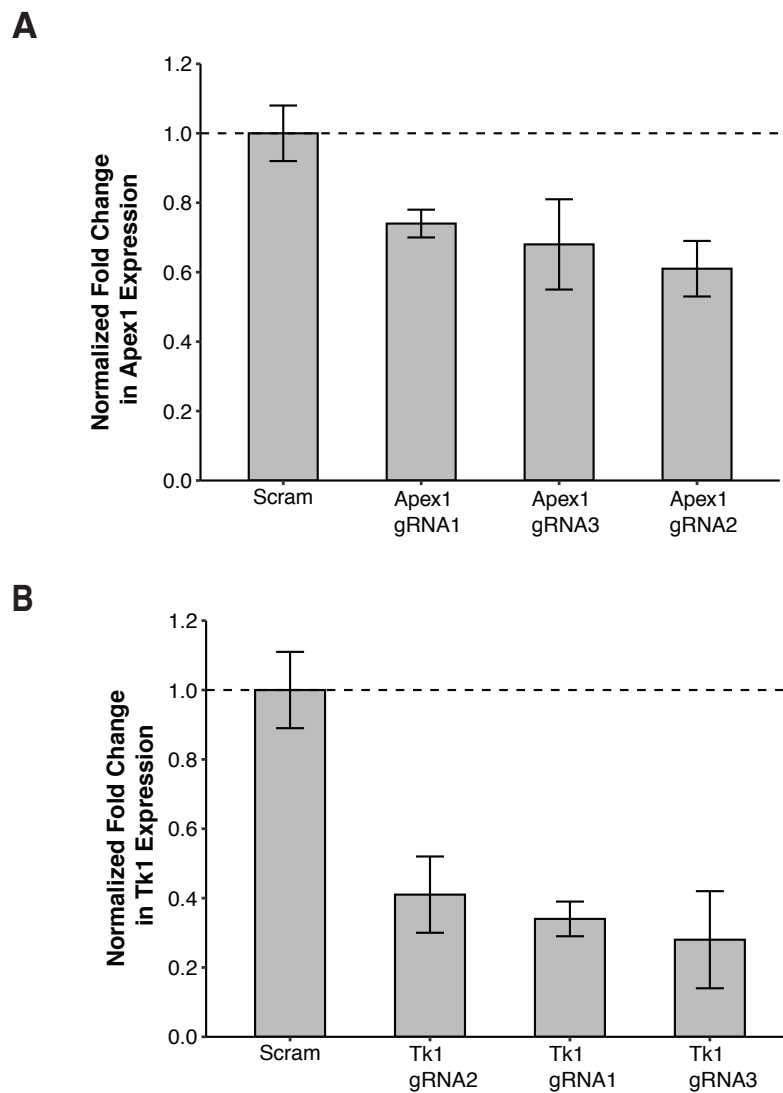 A
Normalized Fold Change
in Apex1 Expression
1.2
1.0
0.8
0.6
0.4
0.2
0.0
Scram
Apex1
gRNA1
Apex1
gRNA3
Apex1
gRNA2
B
Normalized Fold Change
in Tk1 Expression
1.2
1.0
0.8
0.6
0.4
0.2
0.0
Scram
Tk1
gRNA2
Tk1
gRNA1
Tk1
gRNA3